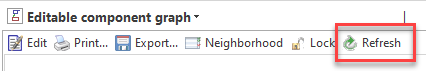 Editable component graph
Edit Print... Export... Neighborhood Lock Refresh